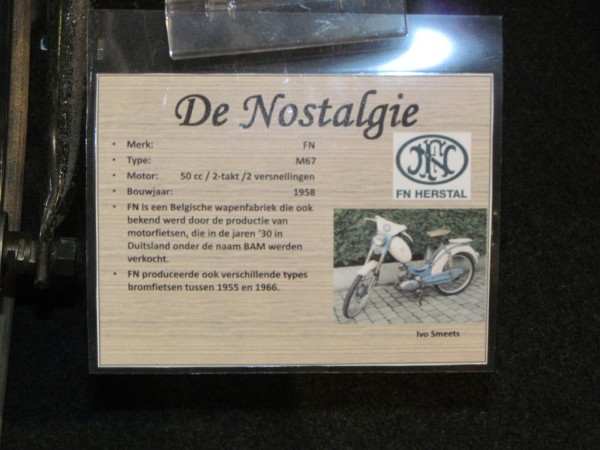 De Nostalgie
• Merk: FN
• Type: M67
• Motor: 50 cc / 2-takt /2 versnellingen
• Bouwjaar: 1958
• FN is een Belgische wapenfabriek die ook
bekend werd door de productie van
motorfietsen, die in de jaren '30 in
Duitsland onder de naam BAM werden
verkocht.
• FN produceerde ook verschillende types
bromfietsen tussen 1955 en 1966.
FN
FN HERSTAL
Ivo Smeets